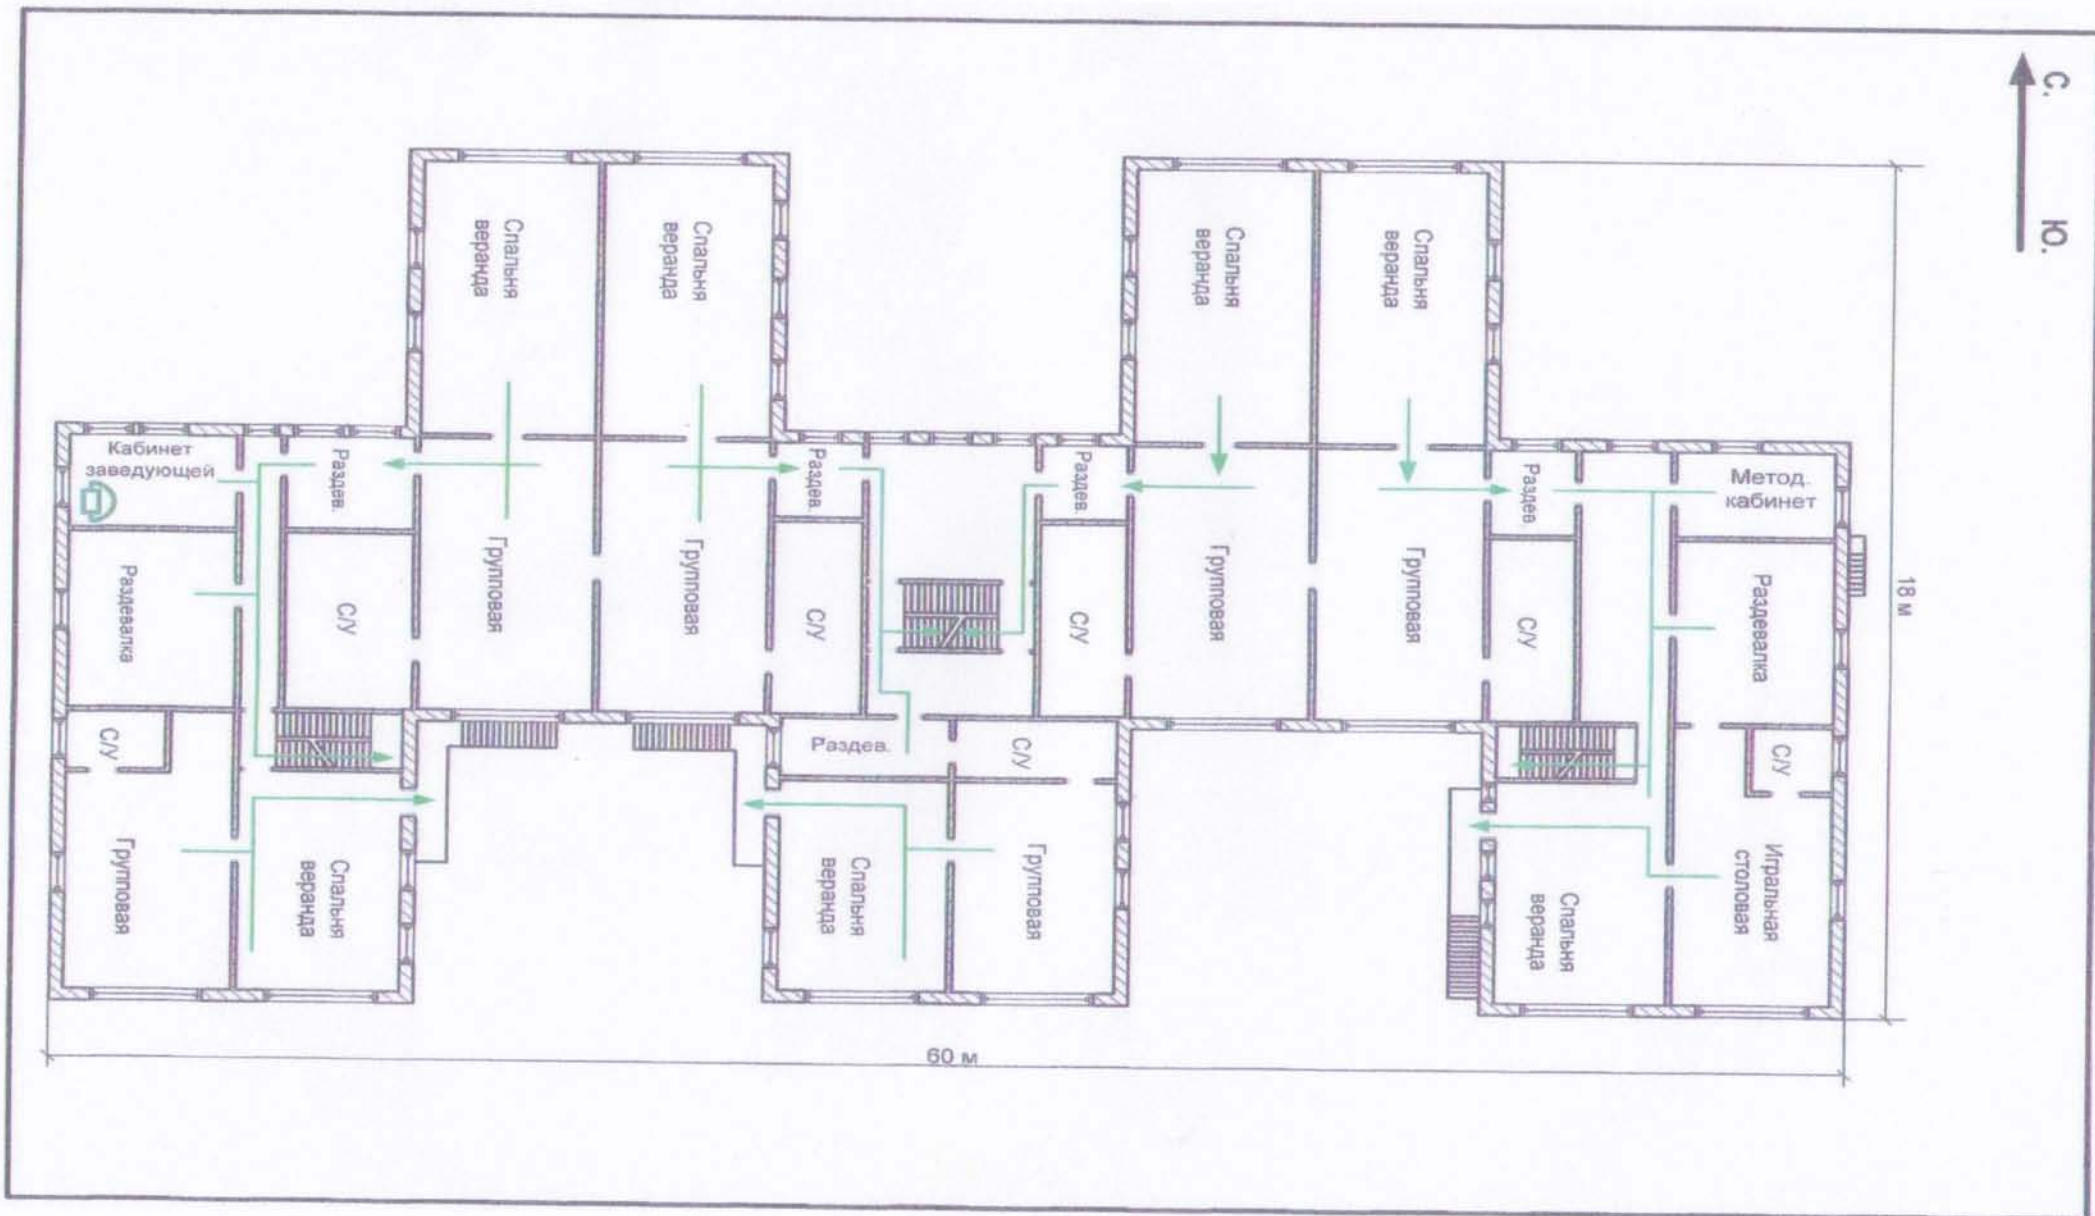 С.
Ю.
Спальня
веранда
Спальня
веранда
Спальня
веранда
Спальня
веранда
18 м
Кабинет
заведующей
Раздев.
Раздев.
Раздев.
Раздев.
Метод.
кабинет
Раздевалка
С/У
Групповая
Групповая
С/У
С/У
Групповая
Групповая
С/У
Раздевалка
С/У
Раздев.
С/У
С/У
Групповая
Спальня
веранда
Спальня
веранда
Групповая
Спальня
веранда
Игральная
столовая
60 м